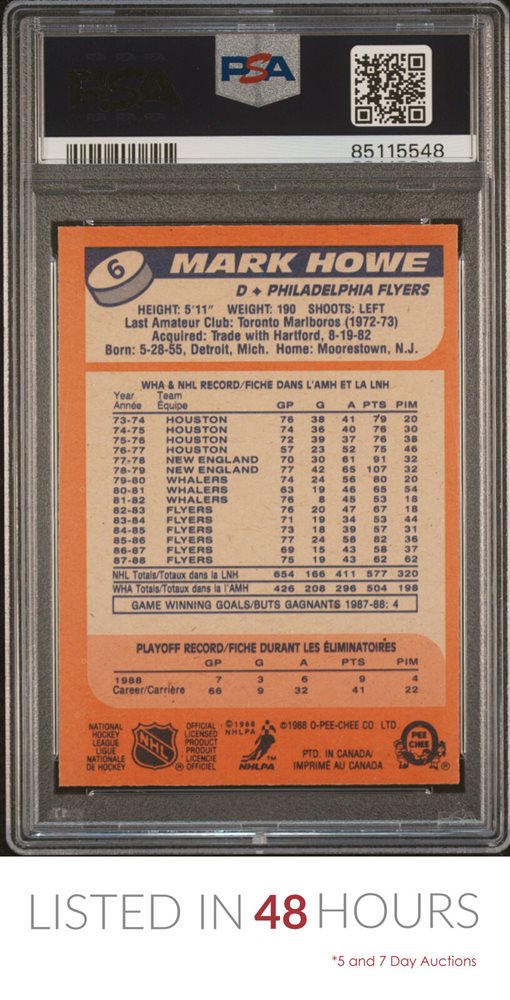 PSA
PSA
85115548
6
MARK HOWE
D ✦ PHILADELPHIA FLYERS
HEIGHT: 5'11" WEIGHT: 190 SHOOTS: LEFT
Last Amateur Club: Toronto Marlboros (1972-73)
Acquired: Trade with Hartford, 8-19-82
Born: 5-28-55, Detroit, Mich. Home: Moorestown, N.J.
WHA & NHL RECORD/FICHE DANS L'AMH ET LA LNH
Year Team
Année Équipe GP G A PTS PIM
73-74 HOUSTON 76 38 41 79 20
74-75 HOUSTON 74 36 40 76 30
75-76 HOUSTON 72 39 37 76 38
76-77 HOUSTON 57 23 52 75 46
77-78 NEW ENGLAND 70 30 61 91 32
78-79 NEW ENGLAND 77 42 65 107 32
79-80 WHALERS 74 24 56 80 20
80-81 WHALERS 63 19 46 65 54
81-82 WHALERS 76 8 45 53 18
82-83 FLYERS 76 20 47 67 18
83-84 FLYERS 71 19 34 53 44
84-85 FLYERS 73 18 39 57 31
85-86 FLYERS 77 24 58 82 36
86-87 FLYERS 69 15 43 58 37
87-88 FLYERS 75 19 43 62 62
NHL Totals/Totaux dans la LNH 654 166 411 577 320
WHA Totals/Totaux dans la l'AMH 426 208 296 504 198
GAME WINNING GOALS/BUTS GAGNANTS 1987-88: 4
PLAYOFF RECORD/FICHE DURANT LES ÉLIMINATOIRES
GP G A PTS PIM
1988 7 3 6 9 4
Career/Carrière 66 9 32 41 22
NATIONAL
HOCKEY
LEAGUE
LIGUE
NATIONALE
DE HOCKEY
NHL
®
OFFICIAL
LICENSED
PRODUCT
PRODUIT
LICENCIE
OFFICIEL
©1988
NHLPA
TM
NHLPA
©1988 O-PEE-CHEE CO. LTD.
PTD. IN CANADA/
IMPRIMÉ AU CANADA
PEE
CHEE
®
LISTED IN 48 HOURS
*5 and 7 Day Auctions